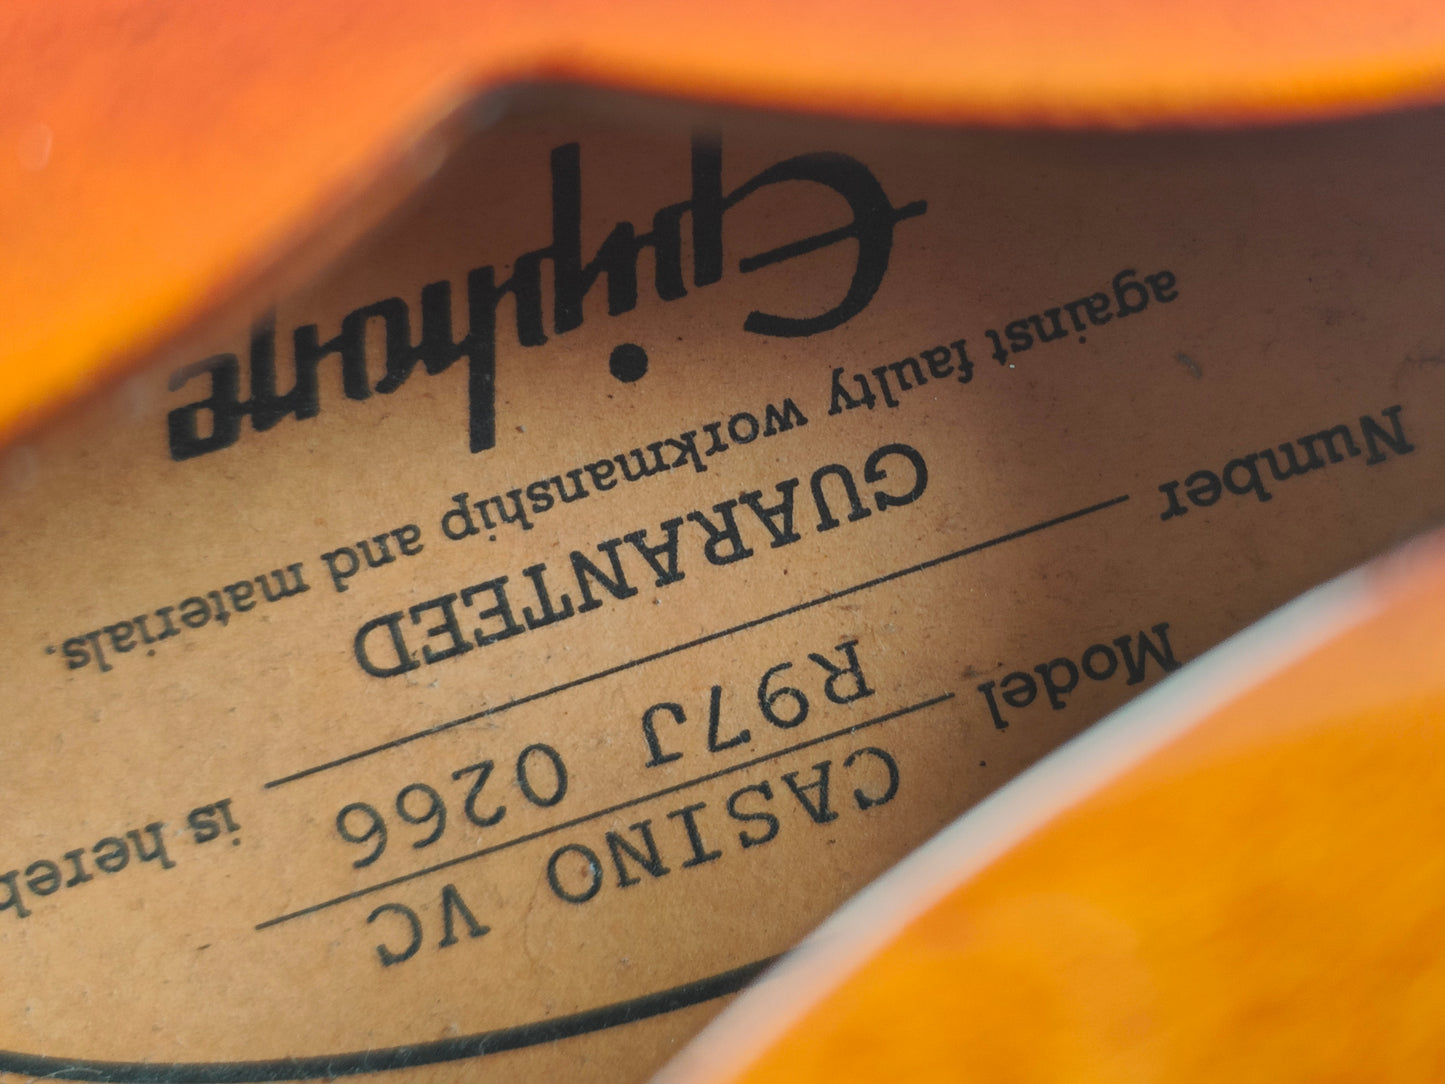 Model CASINO VC
Number R97J 0266 is hereb
GUARANTEED
against faulty workmanship and materials.
Epiphone